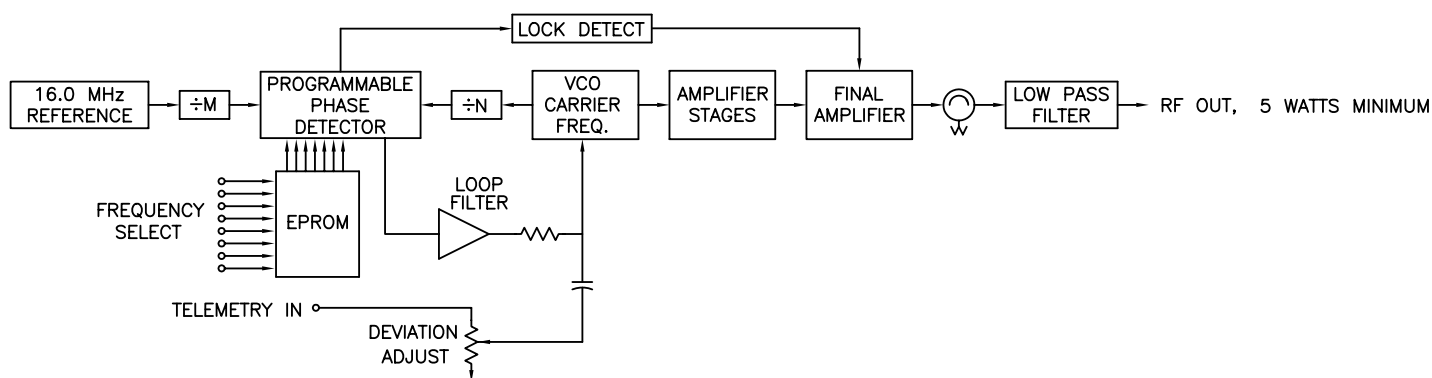 LOCK DETECT
16.0 MHz
REFERENCE
÷M
PROGRAMMABLE
PHASE
DETECTOR
÷N
VCO
CARRIER
FREQ.
AMPLIFIER
STAGES
FINAL
AMPLIFIER
LOW PASS
FILTER
RF OUT, 5 WATTS MINIMUM
FREQUENCY
SELECT
EPROM
LOOP
FILTER
TELEMETRY IN
DEVIATION
ADJUST